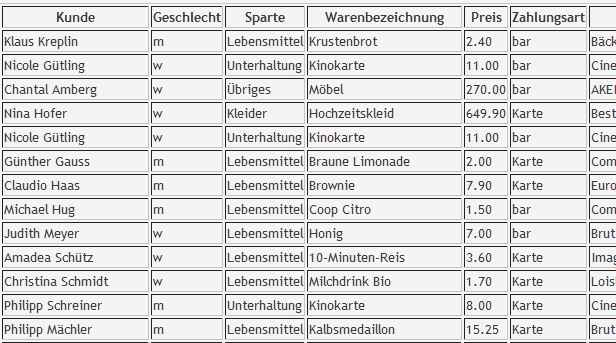 Kunde Geschlecht Sparte Warenbezeichnung Preis Zahlungsart
Klaus Kreplin m Lebensmittel Krustenbrot 2.40 bar Bäck
Nicole Gütling w Unterhaltung Kinokarte 11.00 bar Cine
Chantal Amberg w Übriges Möbel 270.00 bar AKE
Nina Hofer w Kleider Hochzeitskleid 649.90 Karte Best
Nicole Gütling w Unterhaltung Kinokarte 11.00 bar Cine
Günther Gauss m Lebensmittel Braune Limonade 2.00 Karte Com
Claudio Haas m Lebensmittel Brownie 7.90 Karte Euro
Michael Hug m Lebensmittel Coop Citro 1.50 bar Com
Judith Meyer w Lebensmittel Honig 7.00 bar Brut
Amadea Schütz w Lebensmittel 10-Minuten-Reis 3.60 Karte Imag
Christina Schmidt w Lebensmittel Milchdrink Bio 1.70 Karte Lois
Philipp Schreiner m Unterhaltung Kinokarte 8.00 Karte Cine
Philipp Mächler m Lebensmittel Kalbsmedaillon 15.25 Karte Brut